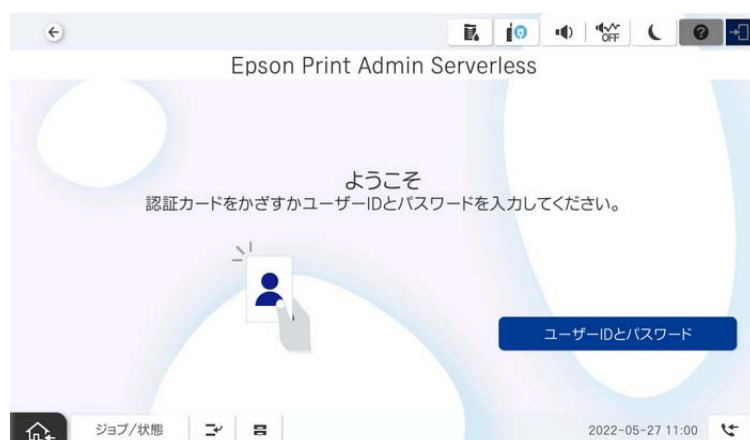 OFF
Epson Print Admin Serverless
ようこそ
認証カードをかざすかユーザーIDとパスワードを入力してください。
ユーザーIDとパスワード
ジョブ/状態
2022-05-27 11:00